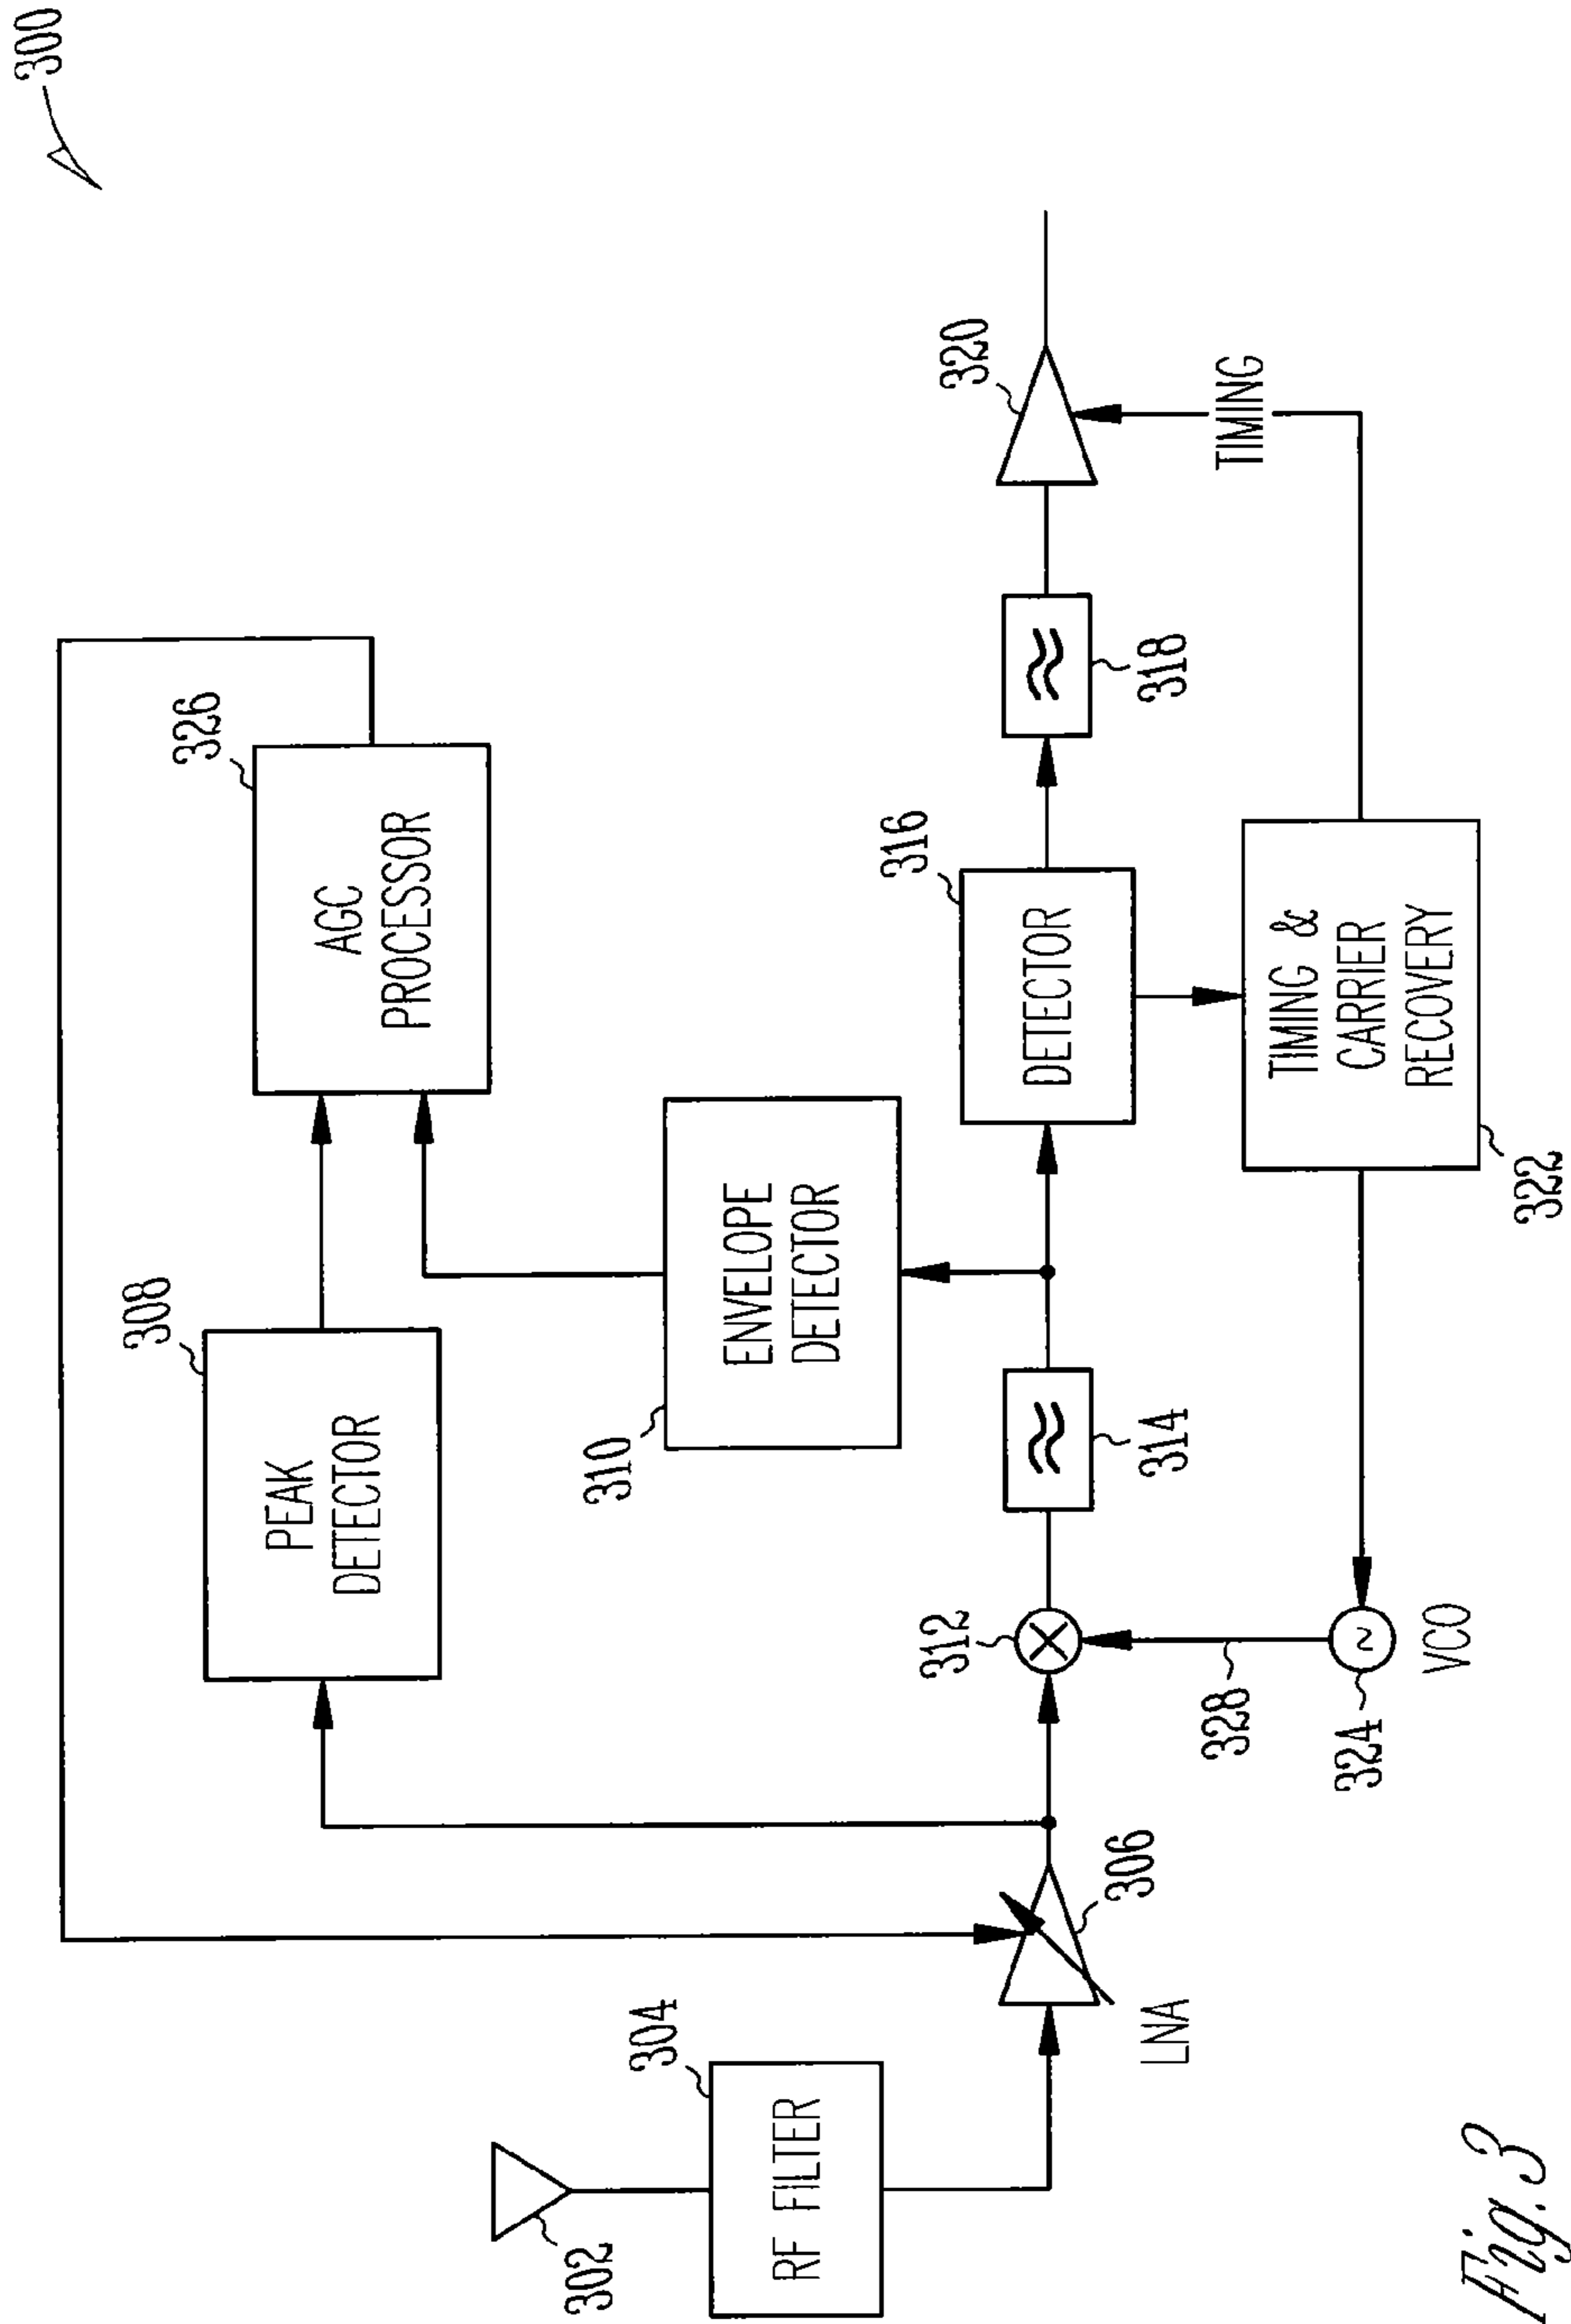 300
326
AGC
PROCESSOR
308
PEAK
DETECTOR
310
ENVELOPE
DETECTOR
302
304
RF FILTER
LNA
306
312
314
316
DETECTOR
318
320
TIMING
328
324
VCO
322
TIMING &
CARRIER
RECOVERY
Fig. 3